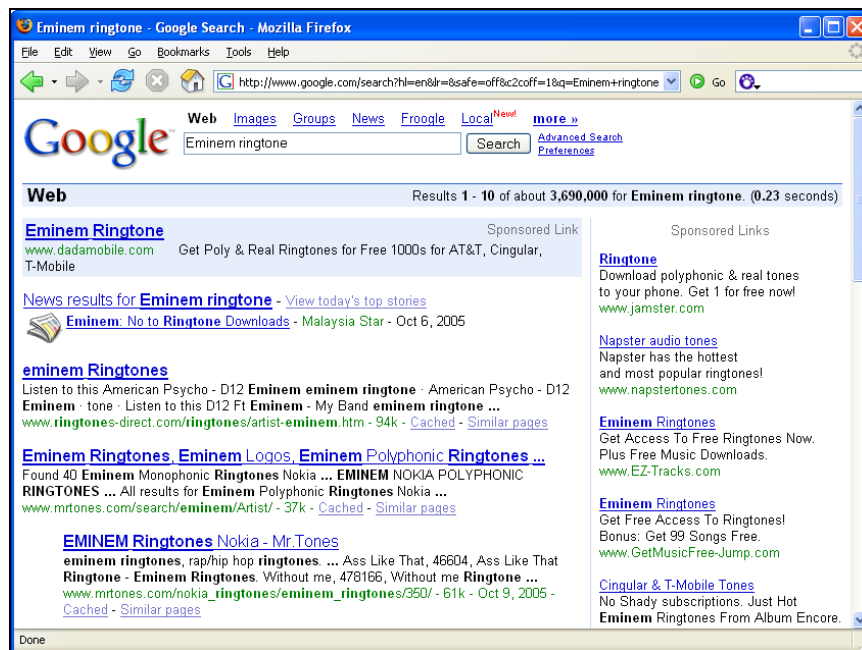 Eminem ringtone - Google Search - Mozilla Firefox
File Edit View Go Bookmarks Tools Help
G http://www.google.com/search?hl=en&lr=&safe=off&c2coff=1&q=Eminem+ringtone Go
Google™
Web Images Groups News Froogle Local New! more »
Eminem ringtone Search Advanced Search
Preferences
Web Results 1 - 10 of about 3,690,000 for Eminem ringtone. (0.23 seconds)
Eminem Ringtone Sponsored Link
www.dadamobile.com Get Poly & Real Ringtones for Free 1000s for AT&T, Cingular,
T-Mobile
News results for Eminem ringtone - View today's top stories
Eminem: No to Ringtone Downloads - Malaysia Star - Oct 6, 2005
eminem Ringtones
Listen to this American Psycho - D12 Eminem eminem ringtone · American Psycho - D12
Eminem · tone · Listen to this D12 Ft Eminem - My Band eminem ringtone ...
www.ringtones-direct.com/ringtones/artist-eminem.htm - 94k - Cached - Similar pages
Eminem Ringtones, Eminem Logos, Eminem Polyphonic Ringtones ...
Found 40 Eminem Monophonic Ringtones Nokia ... EMINEM NOKIA POLYPHONIC
RINGTONES ... All results for Eminem Polyphonic Ringtones Nokia ...
www.mrtones.com/search/eminem/Artist/ - 37k - Cached - Similar pages
EMINEM Ringtones Nokia - Mr.Tones
eminem ringtones, rap/hip hop ringtones. ... Ass Like That, 46604, Ass Like That
Ringtone - Eminem Ringtones. Without me, 478166, Without me Ringtone ...
www.mrtones.com/nokia_ringtones/eminem_ringtones/350/ - 61k - Oct 9, 2005 -
Cached - Similar pages
Sponsored Links
Ringtone
Download polyphonic & real tones
to your phone. Get 1 for free now!
www.jamster.com
Napster audio tones
Napster has the hottest
and most popular ringtones!
www.napstertones.com
Eminem Ringtones
Get Access To Free Ringtones Now.
Plus Free Music Downloads.
www.EZ-Tracks.com
Eminem Ringtones
Get Free Access To Ringtones!
Bonus: Get 99 Songs Free.
www.GetMusicFree-Jump.com
Cingular & T-Mobile Tones
No Shady subscriptions. Just Hot
Eminem Ringtones From Album Encore.
Done